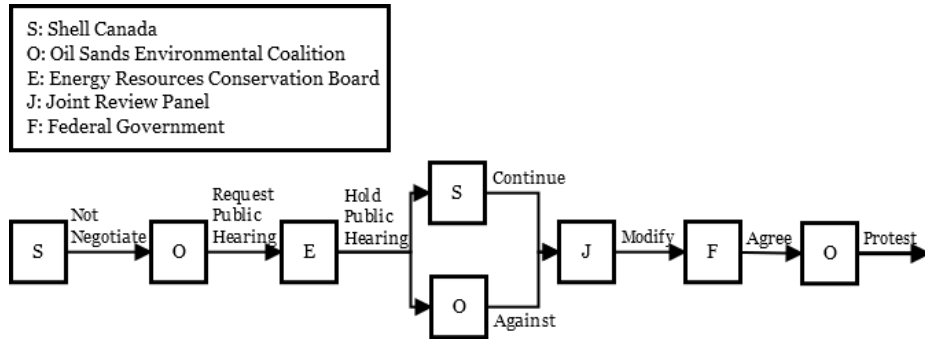 S: Shell Canada
O: Oil Sands Environmental Coalition
E: Energy Resources Conservation Board
J: Joint Review Panel
F: Federal Government
S
Not
Negotiate
O
Request
Public
Hearing
E
Hold
Public
Hearing
S
Continue
O
Against
J
Modify
F
Agree
O
Protest